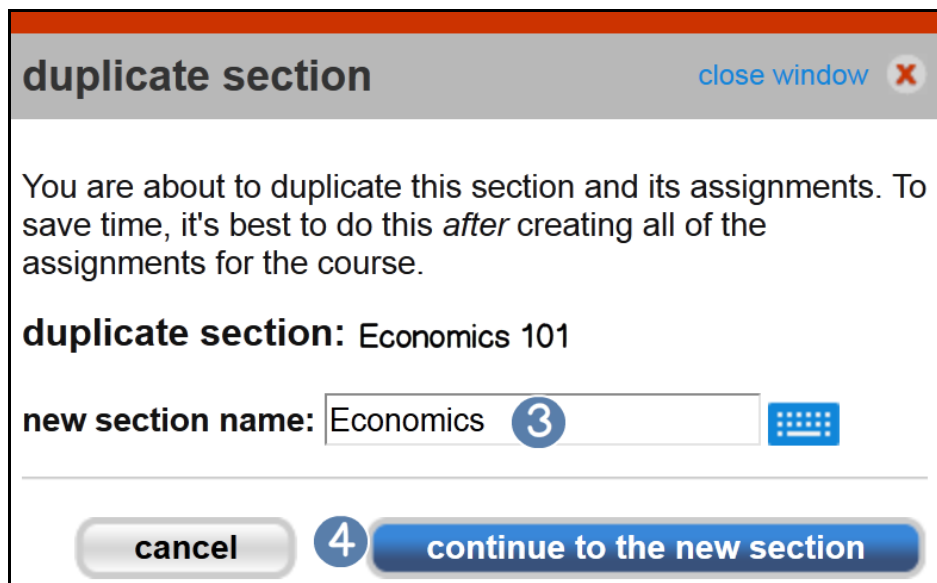 duplicate section close window
You are about to duplicate this section and its assignments. To
save time, it's best to do this after creating all of the
assignments for the course.
duplicate section: Economics 101
new section name: Economics 3
cancel 4 continue to the new section